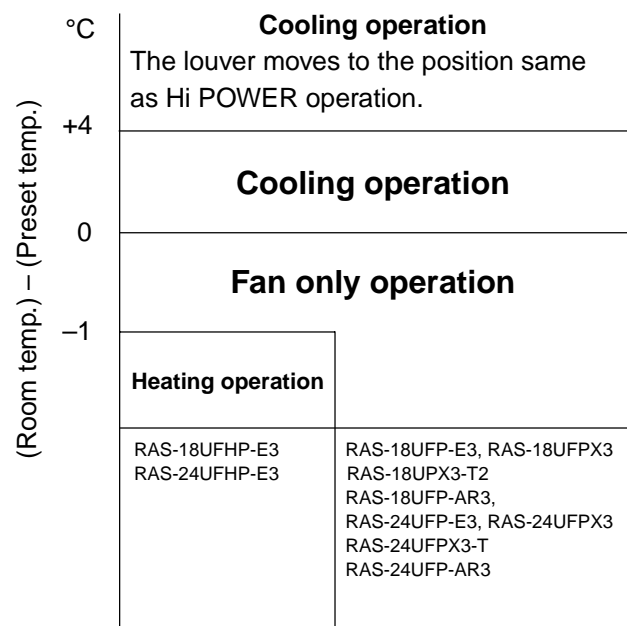 °C
Cooling operation
The louver moves to the position same
as Hi POWER operation.
+4
Cooling operation
0
Fan only operation
–1
Heating operation
(Room temp.) – (Preset temp.)
RAS-18UFHP-E3
RAS-24UFHP-E3
RAS-18UFP-E3, RAS-18UFPX3
RAS-18UPX3-T2
RAS-18UFP-AR3,
RAS-24UFP-E3, RAS-24UFPX3
RAS-24UFPX3-T
RAS-24UFP-AR3